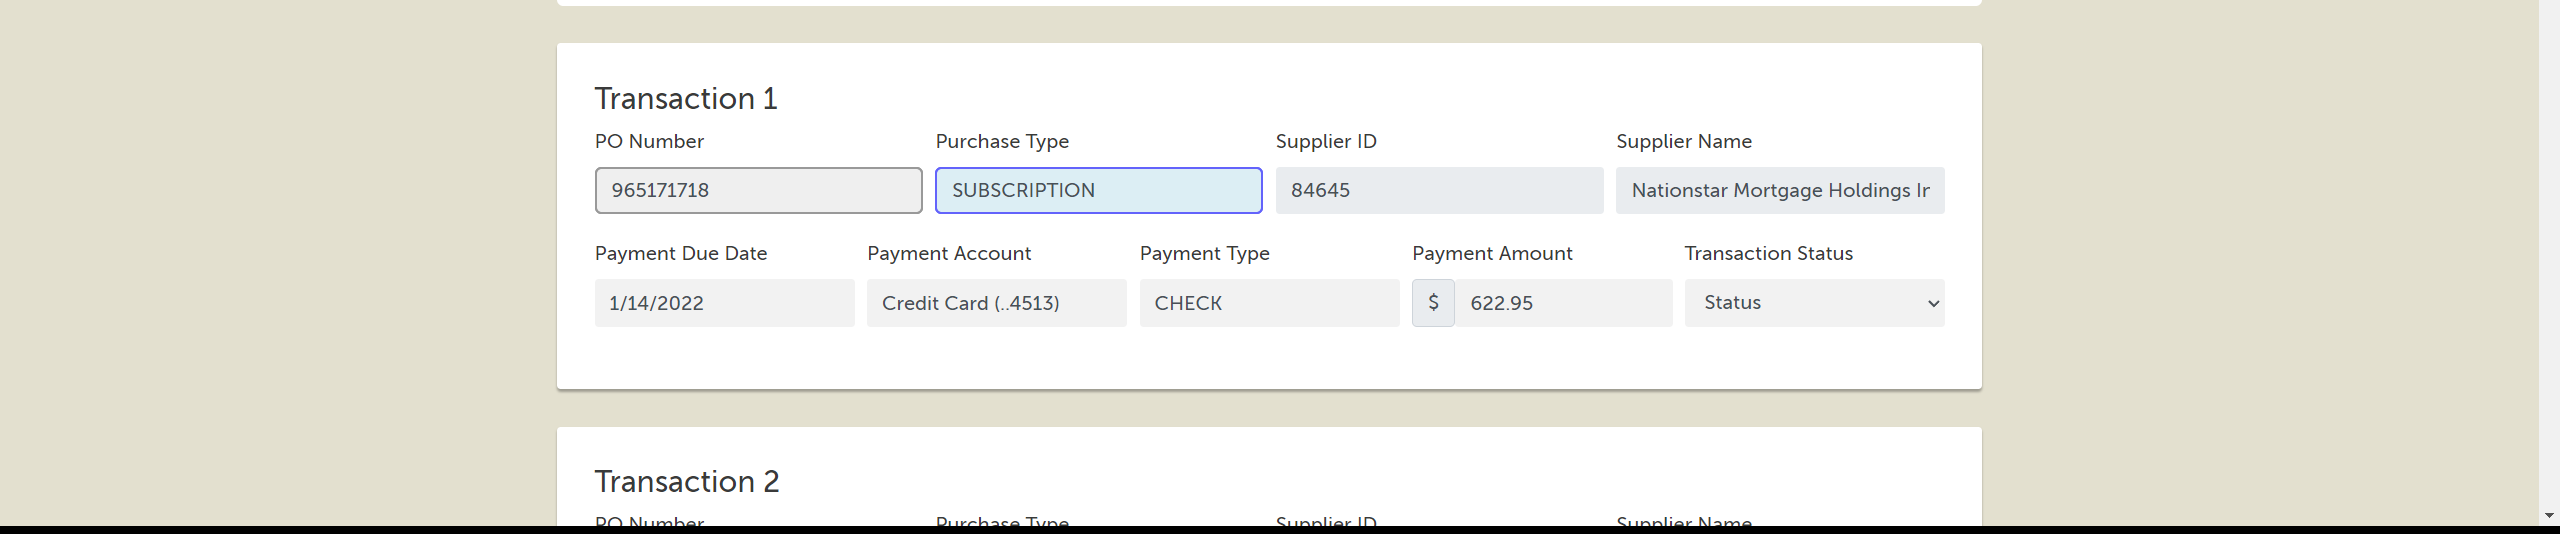 Transaction 1
PO Number Purchase Type Supplier ID Supplier Name
965171718 SUBSCRIPTION 84645 Nationstar Mortgage Holdings Ir
Payment Due Date Payment Account Payment Type Payment Amount Transaction Status
1/14/2022 Credit Card (..4513) CHECK $ 622.95 Status
Transaction 2
PO Number Purchase Type Supplier ID Supplier Name